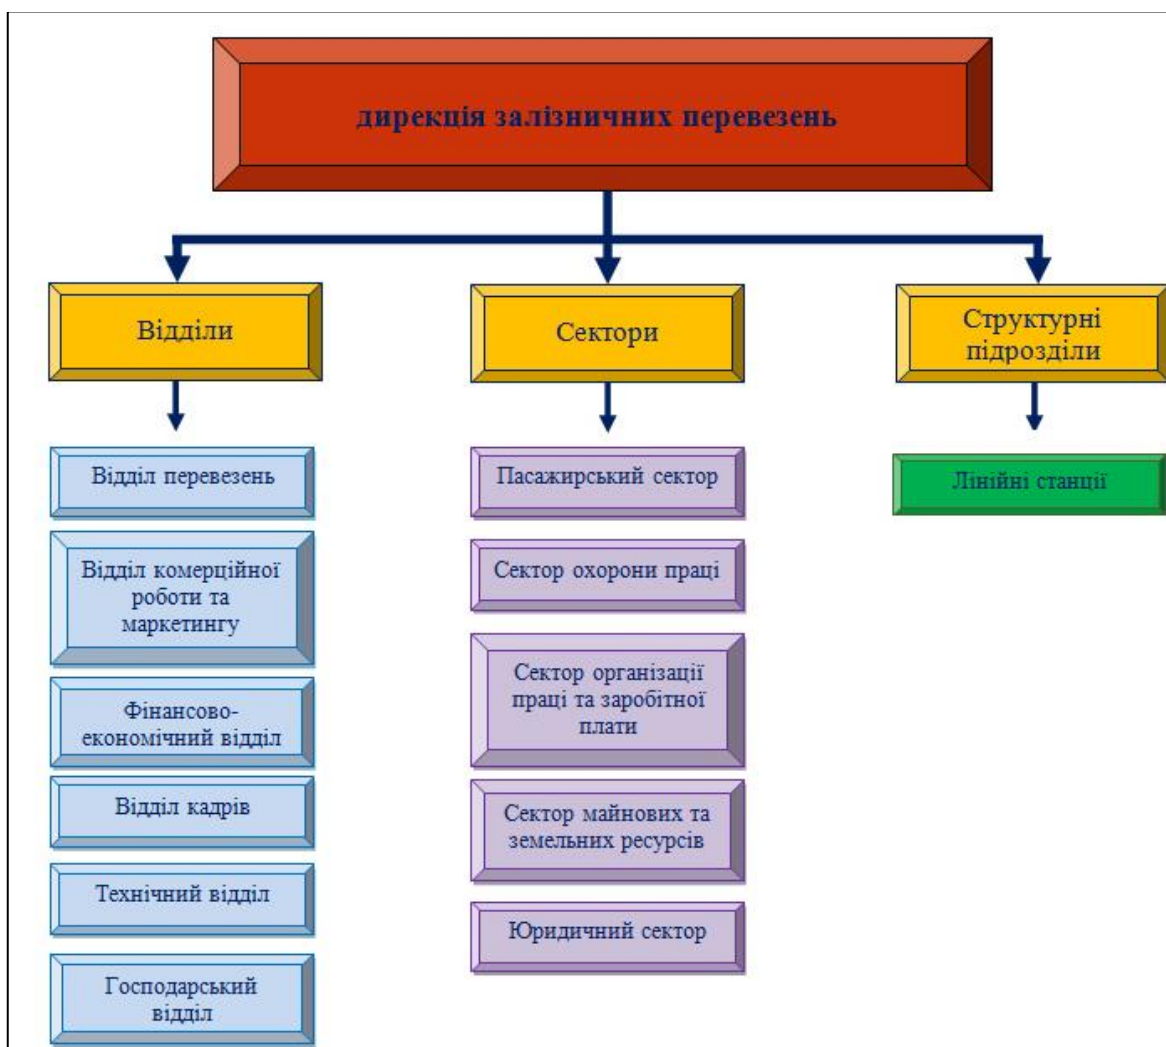 дирекція залізничних перевезень
Відділи
Сектори
Структурні
підрозділи
Відділ перевезень
Відділ комерційної
роботи та
маркетингу
Фінансово-
економічний відділ
Відділ кадрів
Технічний відділ
Господарський
відділ
Пасажирський сектор
Сектор охорони праці
Сектор організації
праці та заробітної
плати
Сектор майнових та
земельних ресурсів
Юридичний сектор
Лінійні станції